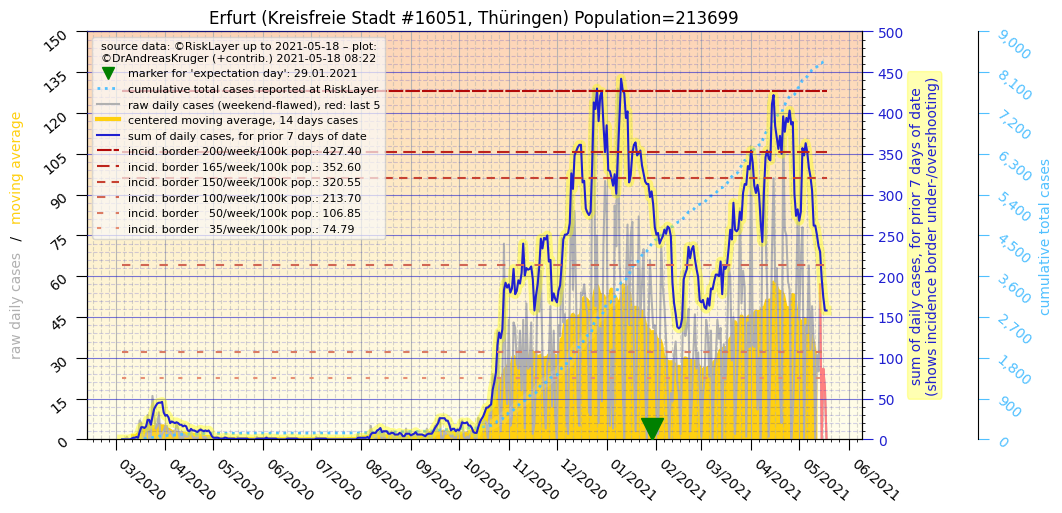 Erfurt (Kreisfreie Stadt #16051, Thüringen) Population=213699
source data: ©RiskLayer up to 2021-05-18 – plot:
©DrAndreasKruger (+contrib.) 2021-05-18 08:22
marker for 'expectation day': 29.01.2021
cumulative total cases reported at RiskLayer
raw daily cases (weekend-flawed), red: last 5
centered moving average, 14 days cases
sum of daily cases, for prior 7 days of date
incid. border 200/week/100k pop.: 427.40
incid. border 165/week/100k pop.: 352.60
incid. border 150/week/100k pop.: 320.55
incid. border 100/week/100k pop.: 213.70
incid. border 50/week/100k pop.: 106.85
incid. border 35/week/100k pop.: 74.79
raw daily cases / moving average
150
135
120
105
90
75
60
45
30
15
0
03/2020
04/2020
05/2020
06/2020
07/2020
08/2020
09/2020
10/2020
11/2020
12/2020
01/2021
02/2021
03/2021
04/2021
05/2021
06/2021
500
450
400
350
300
250
200
150
100
50
0
sum of daily cases, for prior 7 days of date
(shows incidence border under-/overshooting)
9,000
8,100
7,200
6,300
5,400
4,500
3,600
2,700
1,800
900
0
cumulative total cases